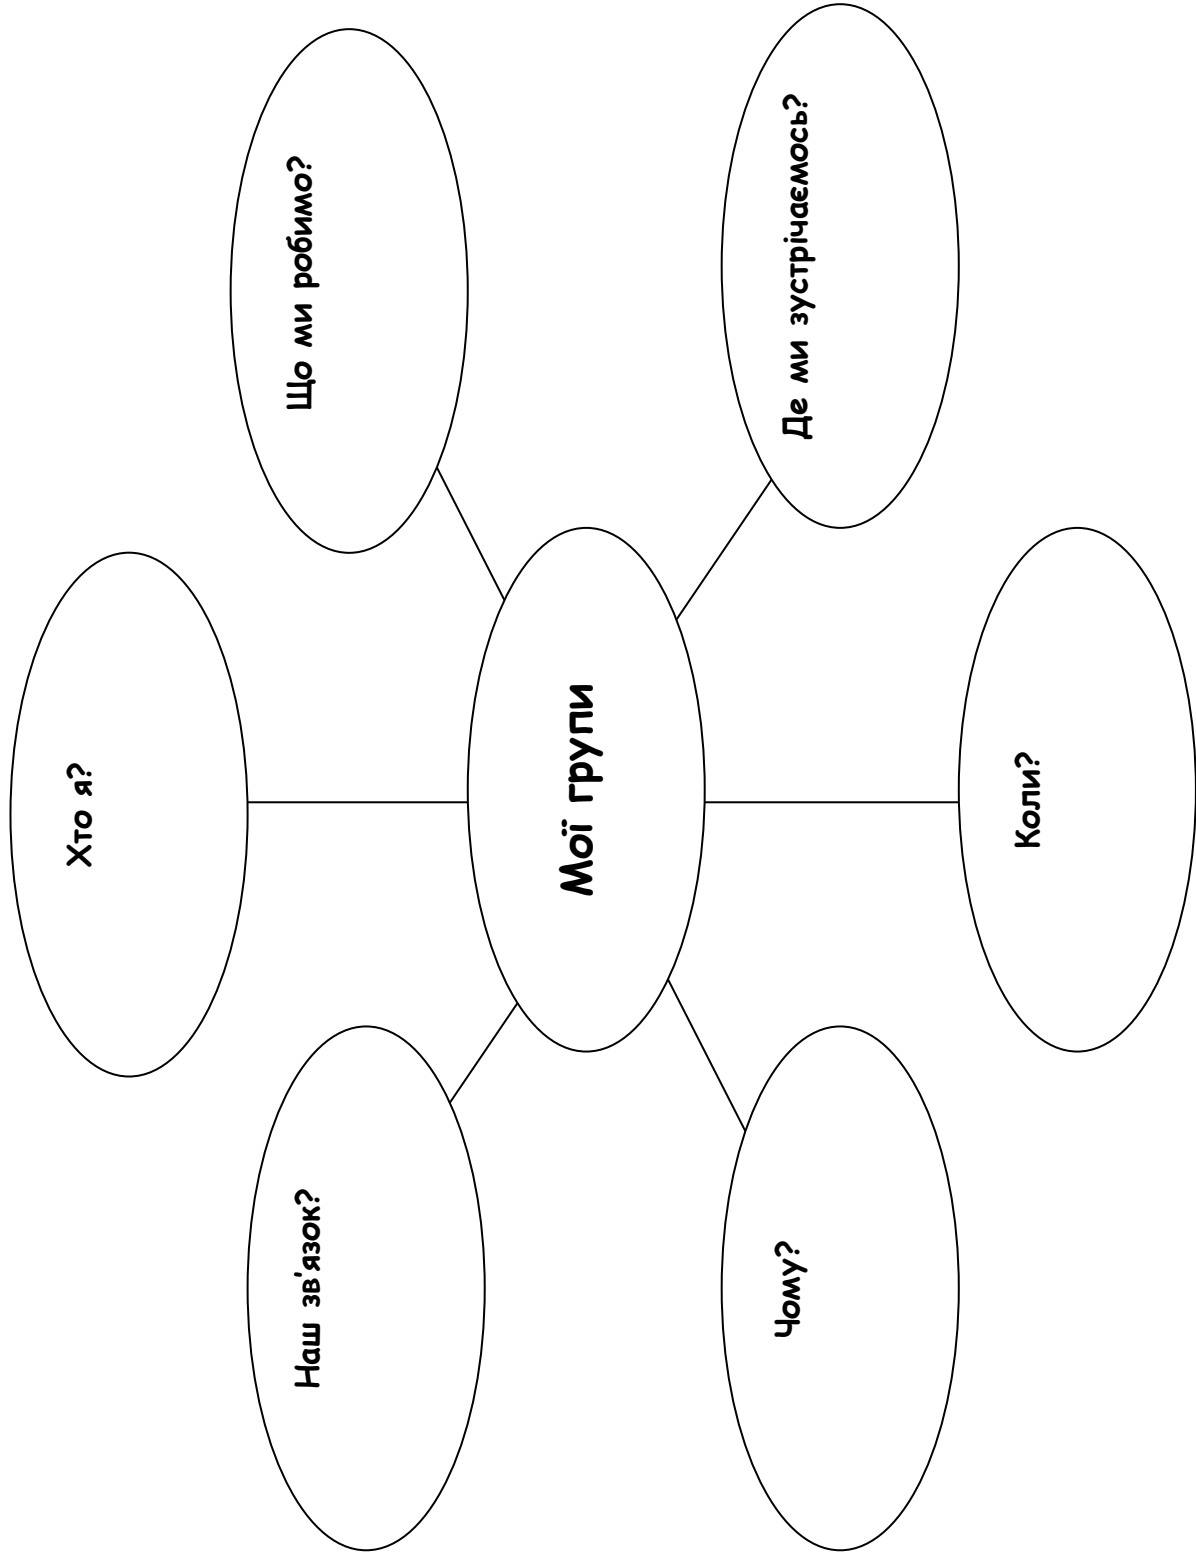 Хто я?
Наш зв'язок?
Що ми робимо?
Мої групи
Чому?
Де ми зустрічаємось?
Коли?